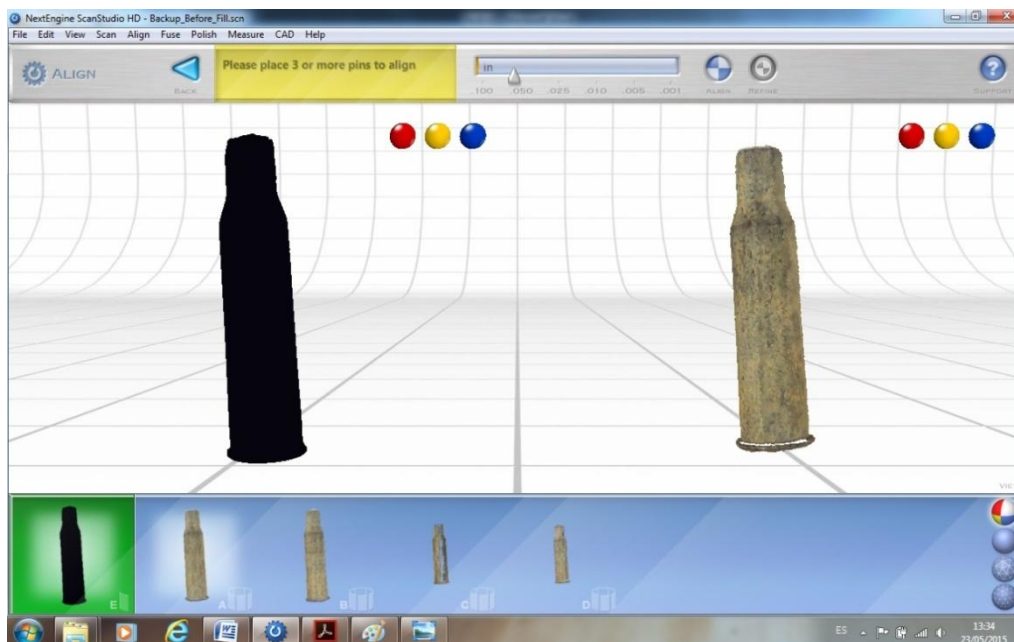 NextEngine ScanStudio HD - Backup_Before_Fill.scn
File Edit View Scan Align Fuse Polish Measure CAD Help
ALIGN
BACK
Please place 3 or more pins to align
in
.100 .050 .025 .010 .005 .001
ALIGN
REFINE
SUPPORT
E
A
B
C
D
ES
13:34
23/05/2015